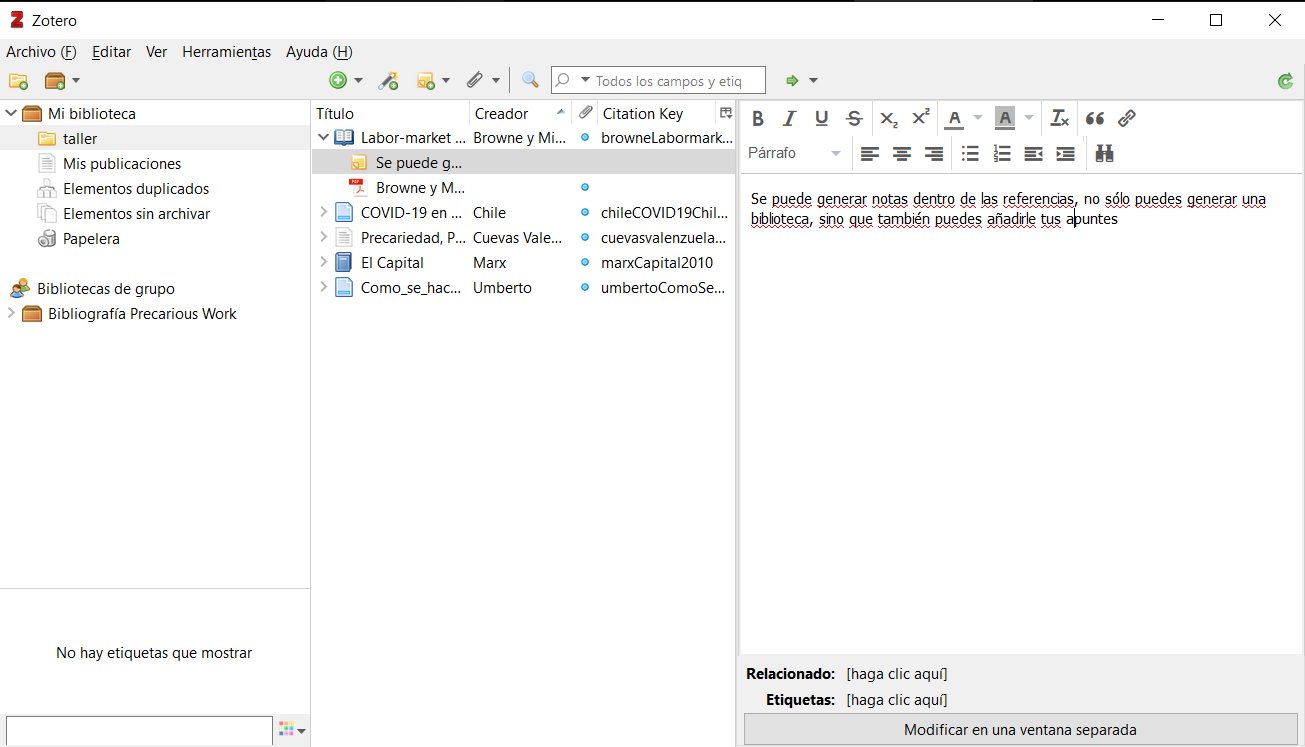 Zotero
Archivo (F) Editar Ver Herramientas Ayuda (H)
Todos los campos y etiq
Mi biblioteca
taller
Mis publicaciones
Elementos duplicados
Elementos sin archivar
Papelera
Bibliotecas de grupo
Bibliografía Precarious Work
No hay etiquetas que mostrar
Título Creador Citation Key
Labor-market ... Browne y Mi... browneLabormark...
Se puede g...
PDF Browne y M...
COVID-19 en ... Chile chileCOVID19Chil...
Precariedad, P... Cuevas Vale... cuevasvalenzuela...
El Capital Marx marxCapital2010
Como_se_hac... Umberto umbertoComoSe...
B I U S X₂ X² A A Tx
Párrafo
Se puede generar notas dentro de las referencias, no sólo puedes generar una
biblioteca, sino que también puedes añadirle tus apuntes
Relacionado: [haga clic aquí]
Etiquetas: [haga clic aquí]
Modificar en una ventana separada